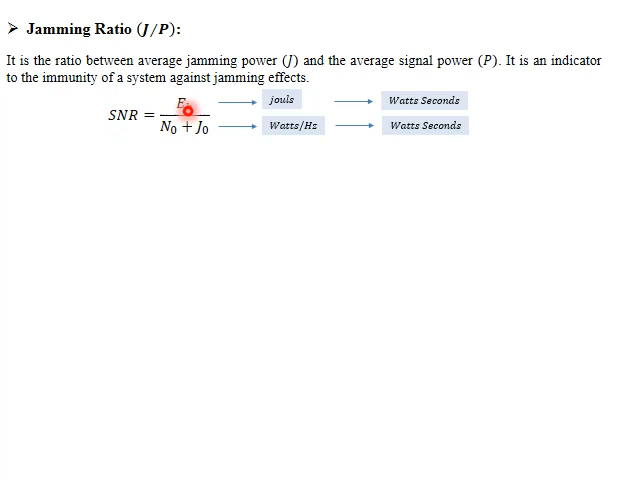 ➢ Jamming Ratio (J/P):
It is the ratio between average jamming power (J) and the average signal power (P). It is an indicator
to the immunity of a system against jamming effects.
SNR = E / N₀ + J₀
jouls
Watts Seconds
Watts/Hz
Watts Seconds